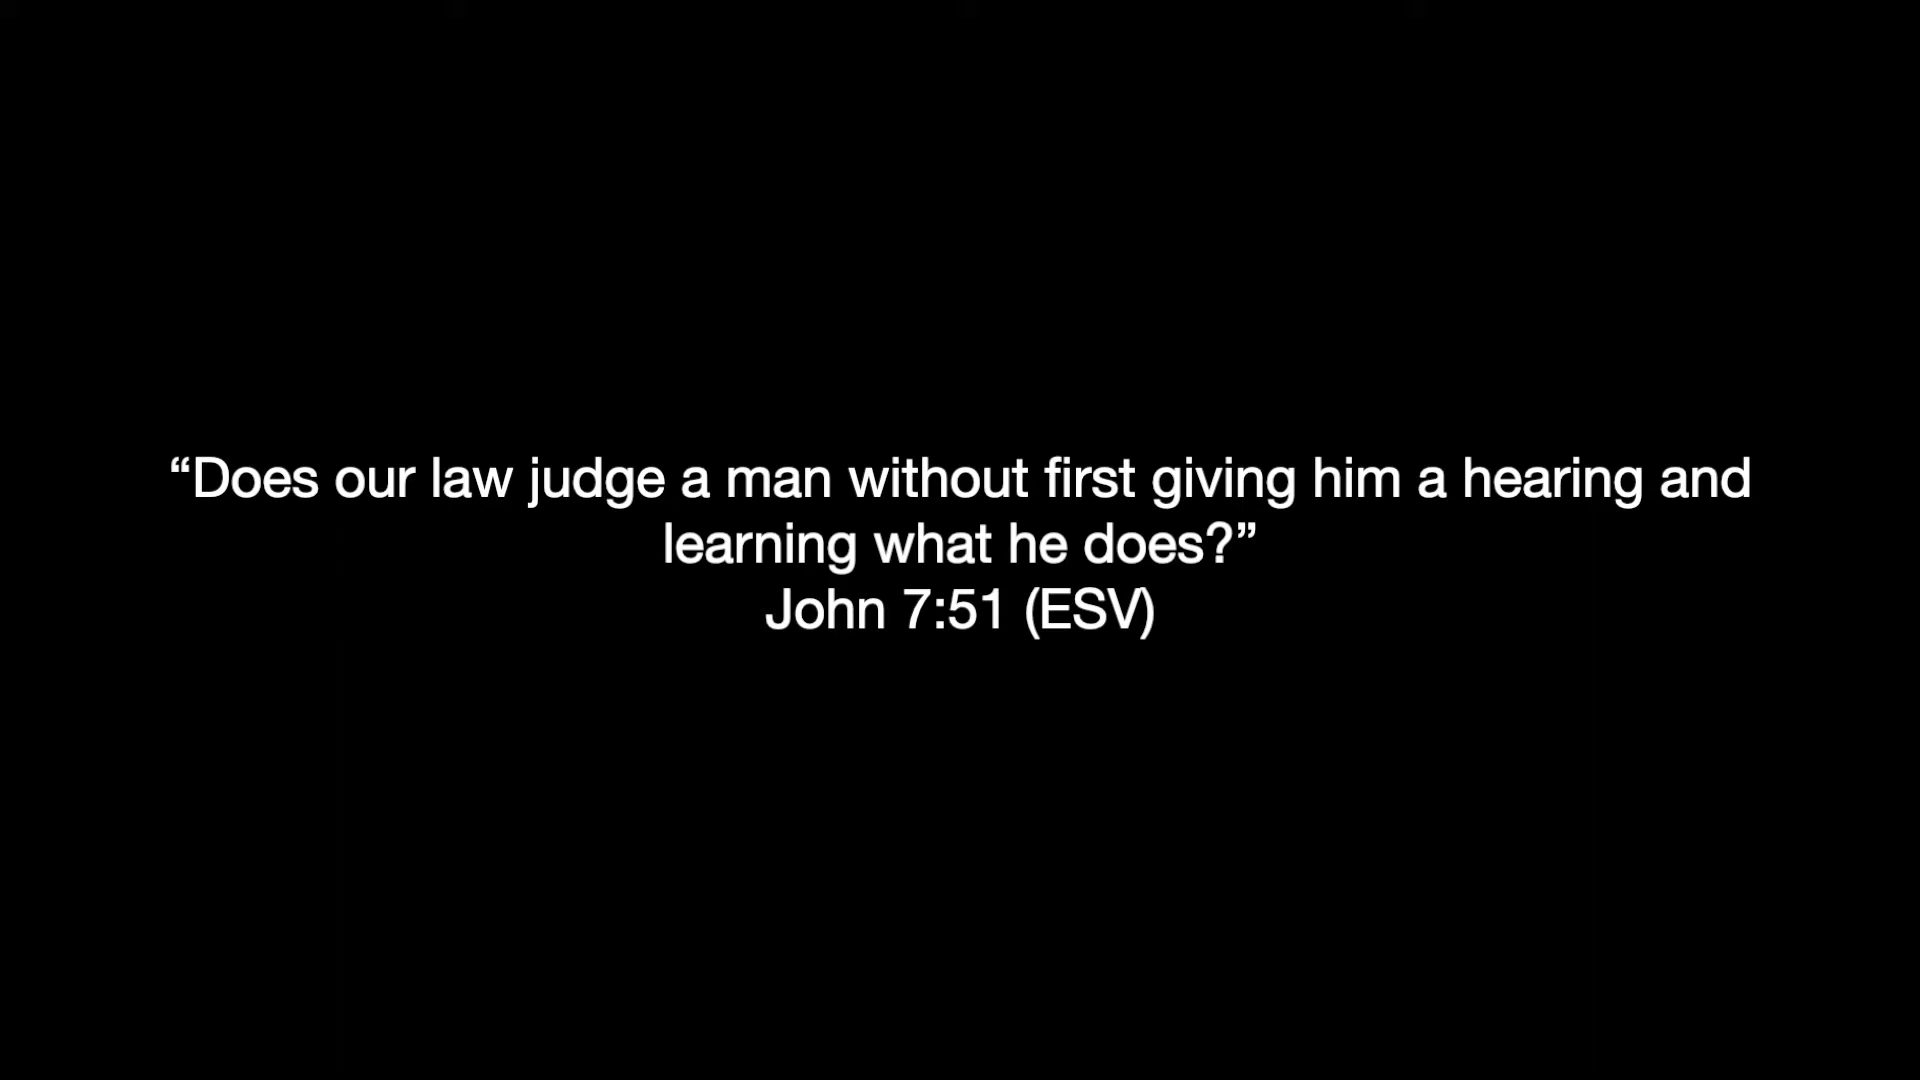 “Does our law judge a man without first giving him a hearing and
learning what he does?”
John 7:51 (ESV)